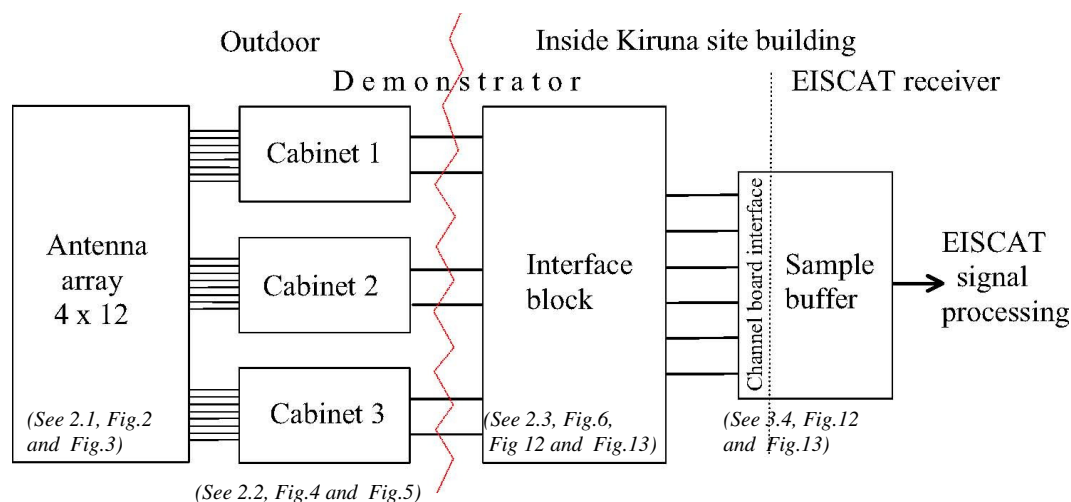 Outdoor
Inside Kiruna site building
Demonstrator
EISCAT receiver
Antenna
array
4 x 12
(See 2.1, Fig.2
and Fig.3)
Cabinet 1
Cabinet 2
Cabinet 3
(See 2.2, Fig.4 and Fig.5)
Interface
block
(See 2.3, Fig.6,
Fig 12 and Fig.13)
Channel board interface
Sample
buffer
(See 3.4, Fig.12
and Fig.13)
EISCAT
signal
processing